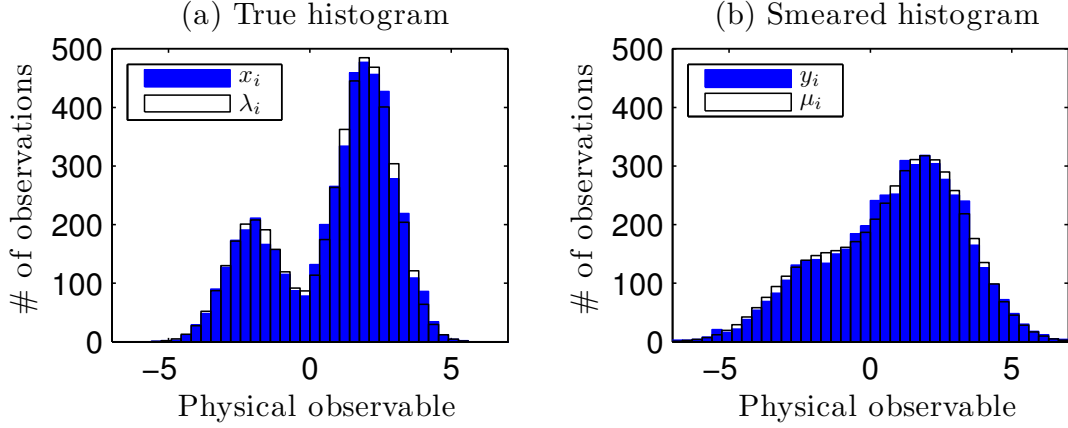 (a) True histogram
500
400
300
200
100
0
# of observations
x_i
λ_i
−5
0
5
Physical observable
(b) Smeared histogram
500
400
300
200
100
0
# of observations
y_i
μ_i
−5
0
5
Physical observable